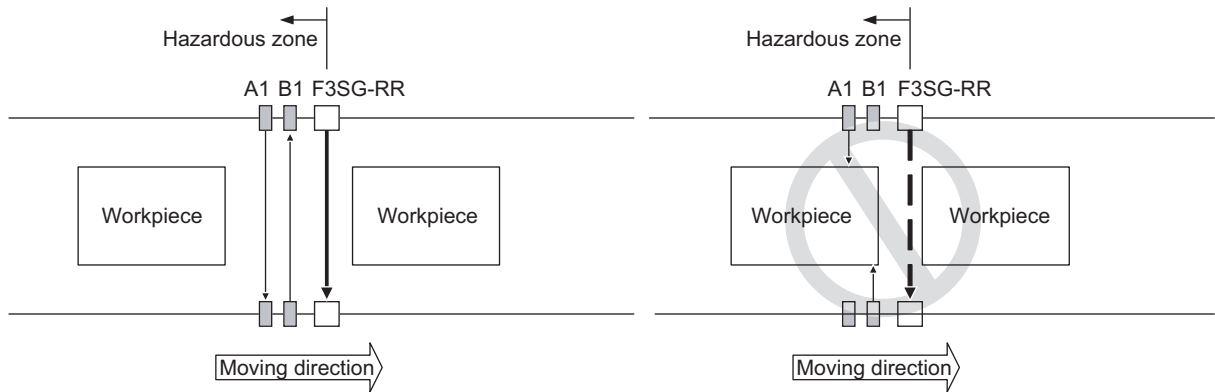 Hazardous zone
A1 B1 F3SG-RR
Workpiece
Workpiece
Moving direction
Hazardous zone
A1 B1 F3SG-RR
Workpiece
Workpiece
Moving direction